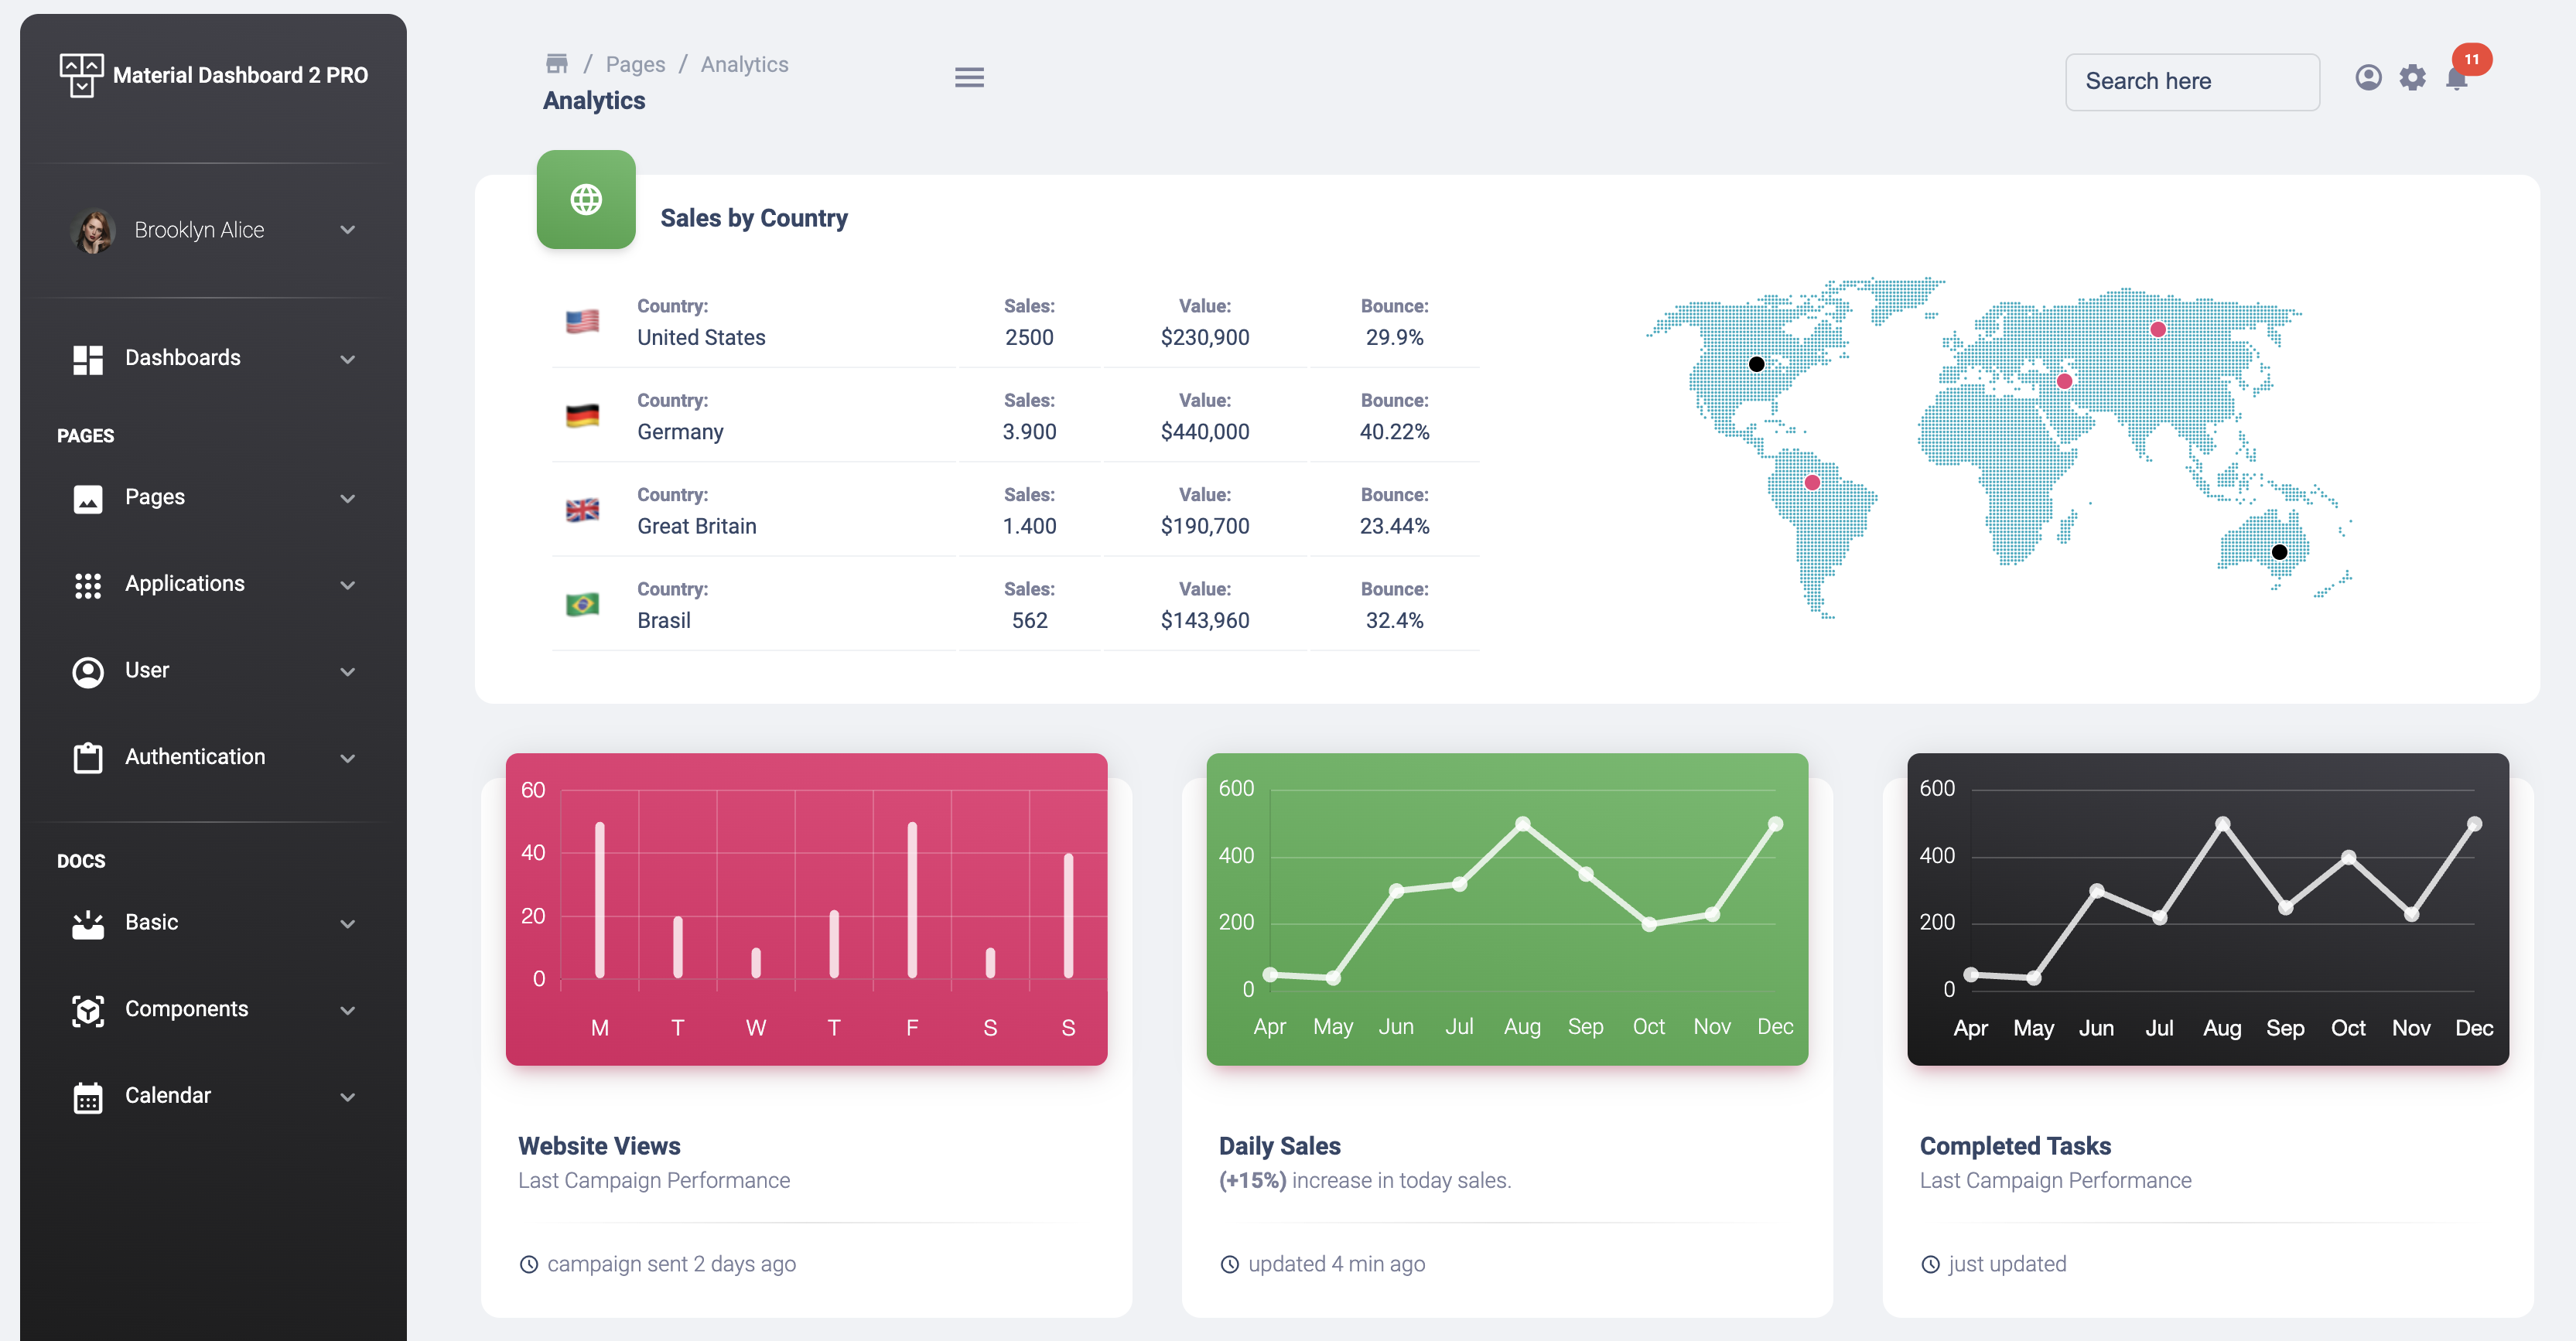 Material Dashboard 2 PRO
Brooklyn Alice
Dashboards
PAGES
Pages
Applications
User
Authentication
DOCS
Basic
Components
Calendar
/ Pages / Analytics
Analytics
Search here
11
Sales by Country
Country: Sales: Value: Bounce:
United States 2500 $230,900 29.9%
Country: Sales: Value: Bounce:
Germany 3.900 $440,000 40.22%
Country: Sales: Value: Bounce:
Great Britain 1.400 $190,700 23.44%
Country: Sales: Value: Bounce:
Brasil 562 $143,960 32.4%
60
40
20
0
M T W T F S S
Website Views
Last Campaign Performance
campaign sent 2 days ago
600
400
200
0
Apr May Jun Jul Aug Sep Oct Nov Dec
Daily Sales
(+15%) increase in today sales.
updated 4 min ago
600
400
200
0
Apr May Jun Jul Aug Sep Oct Nov Dec
Completed Tasks
Last Campaign Performance
just updated